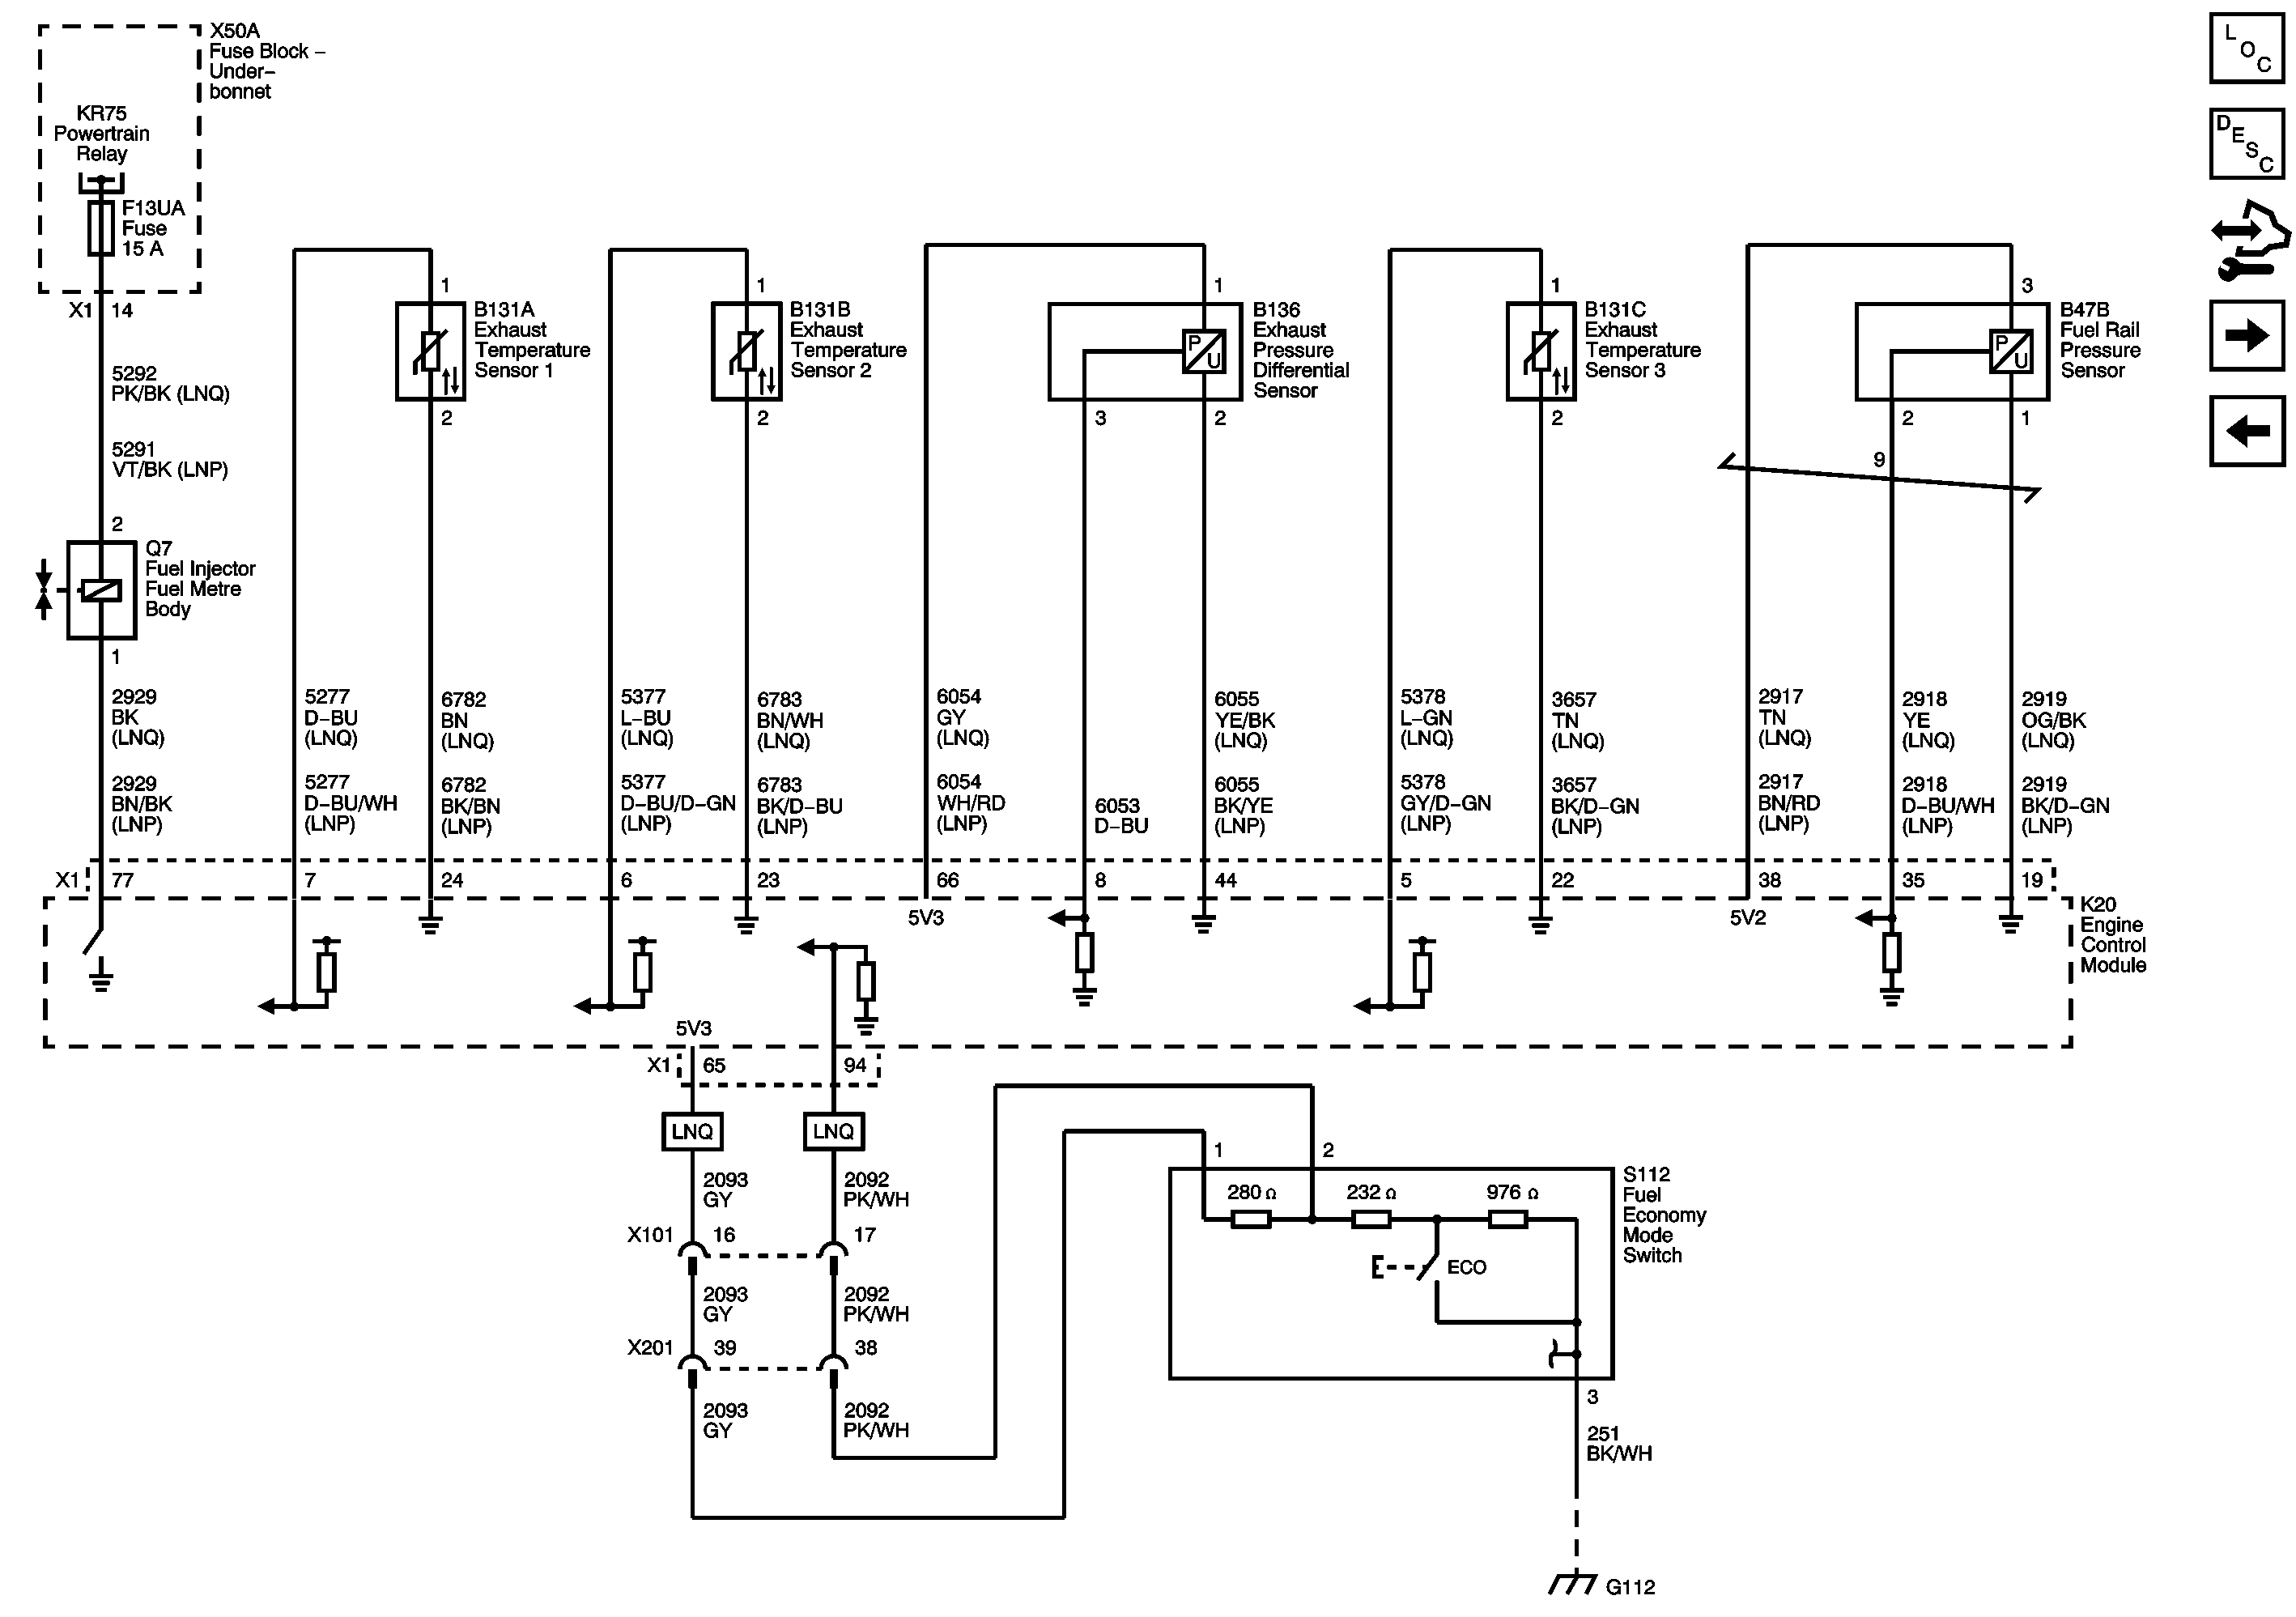 X50A
Fuse Block –
Under–
bonnet
KR75
Powertrain
Relay
F13UA
Fuse
15 A
X1 14
5292
PK/BK (LNQ)
5291
VT/BK (LNP)
2
Q7
Fuel Injector
Fuel Metre
Body
1
2929
BK
(LNQ)
2929
BN/BK
(LNP)
1
B131A
Exhaust
Temperature
Sensor 1
2
5277
D–BU
(LNQ)
5277
D–BU/WH
(LNP)
6782
BN
(LNQ)
6782
BK/BN
(LNP)
1
B131B
Exhaust
Temperature
Sensor 2
2
5377
L–BU
(LNQ)
5377
D–BU/D–GN
(LNP)
6783
BN/WH
(LNQ)
6783
BK/D–BU
(LNP)
1
P
U
B136
Exhaust
Pressure
Differential
Sensor
3
2
6054
GY
(LNQ)
6054
WH/RD
(LNP)
6053
D–BU
6055
YE/BK
(LNQ)
6055
BK/YE
(LNP)
1
B131C
Exhaust
Temperature
Sensor 3
2
5378
L–GN
(LNQ)
5378
GY/D–GN
(LNP)
3657
TN
(LNQ)
3657
BK/D–GN
(LNP)
3
P
U
B47B
Fuel Rail
Pressure
Sensor
2
1
9
2917
TN
(LNQ)
2917
BN/RD
(LNP)
2918
YE
(LNQ)
2918
D–BU/WH
(LNP)
2919
OG/BK
(LNQ)
2919
BK/D–GN
(LNP)
L
O
C
D
E
S
C
X1 77 7 24 6 23 66 8 44 5 22 38 35 19
5V3
5V2
K20
Engine
Control
Module
5V3
X1 65 94
LNQ LNQ
2093
GY
2092
PK/WH
X101 16 17
2093
GY
2092
PK/WH
X201 39 38
2093
GY
2092
PK/WH
1 2
280 Ω 232 Ω 976 Ω
ECO
S112
Fuel
Economy
Mode
Switch
3
251
BK/WH
G112